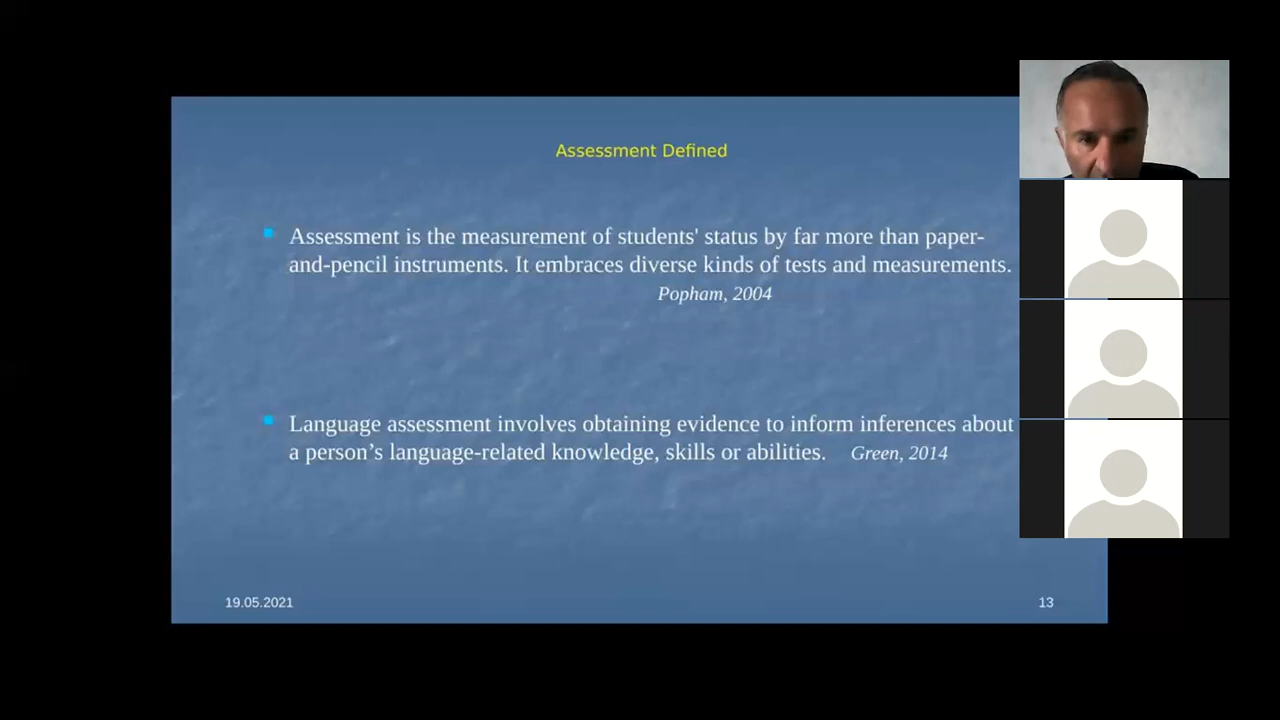 Assessment Defined
Assessment is the measurement of students' status by far more than paper-
and-pencil instruments. It embraces diverse kinds of tests and measurements.
Popham, 2004
Language assessment involves obtaining evidence to inform inferences about
a person’s language-related knowledge, skills or abilities. Green, 2014
19.05.2021
13